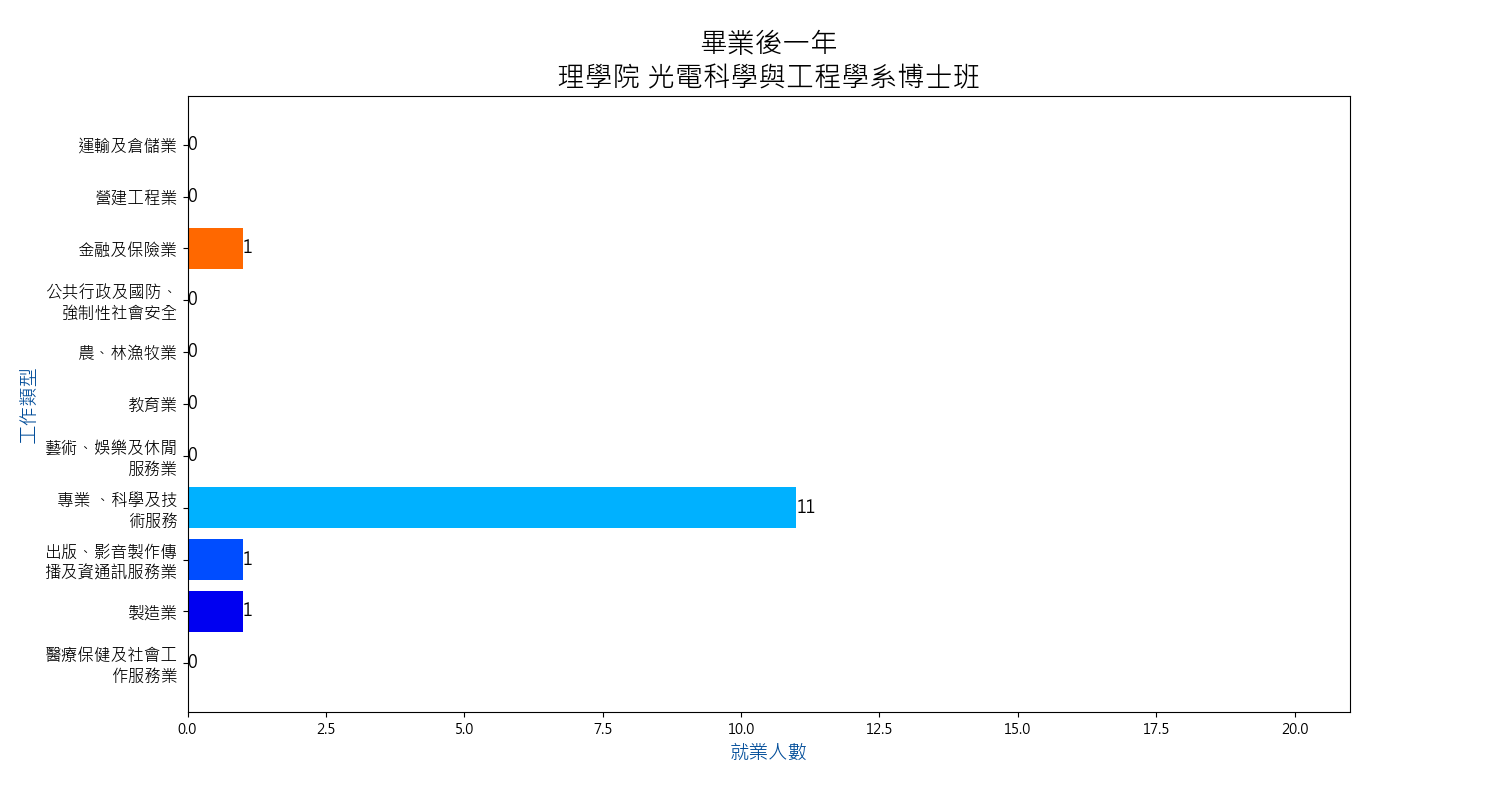 畢業後一年
理學院 光電科學與工程學系博士班
運輸及倉儲業
0
營建工程業
0
金融及保險業
1
公共行政及國防、
強制性社會安全
0
農、林漁牧業
0
教育業
0
藝術、娛樂及休閒
服務業
0
專業 、科學及技
術服務
11
出版、影音製作傳
播及資通訊服務業
1
製造業
1
醫療保健及社會工
作服務業
0
工作類型
0.0 2.5 5.0 7.5 10.0 12.5 15.0 17.5 20.0
就業人數